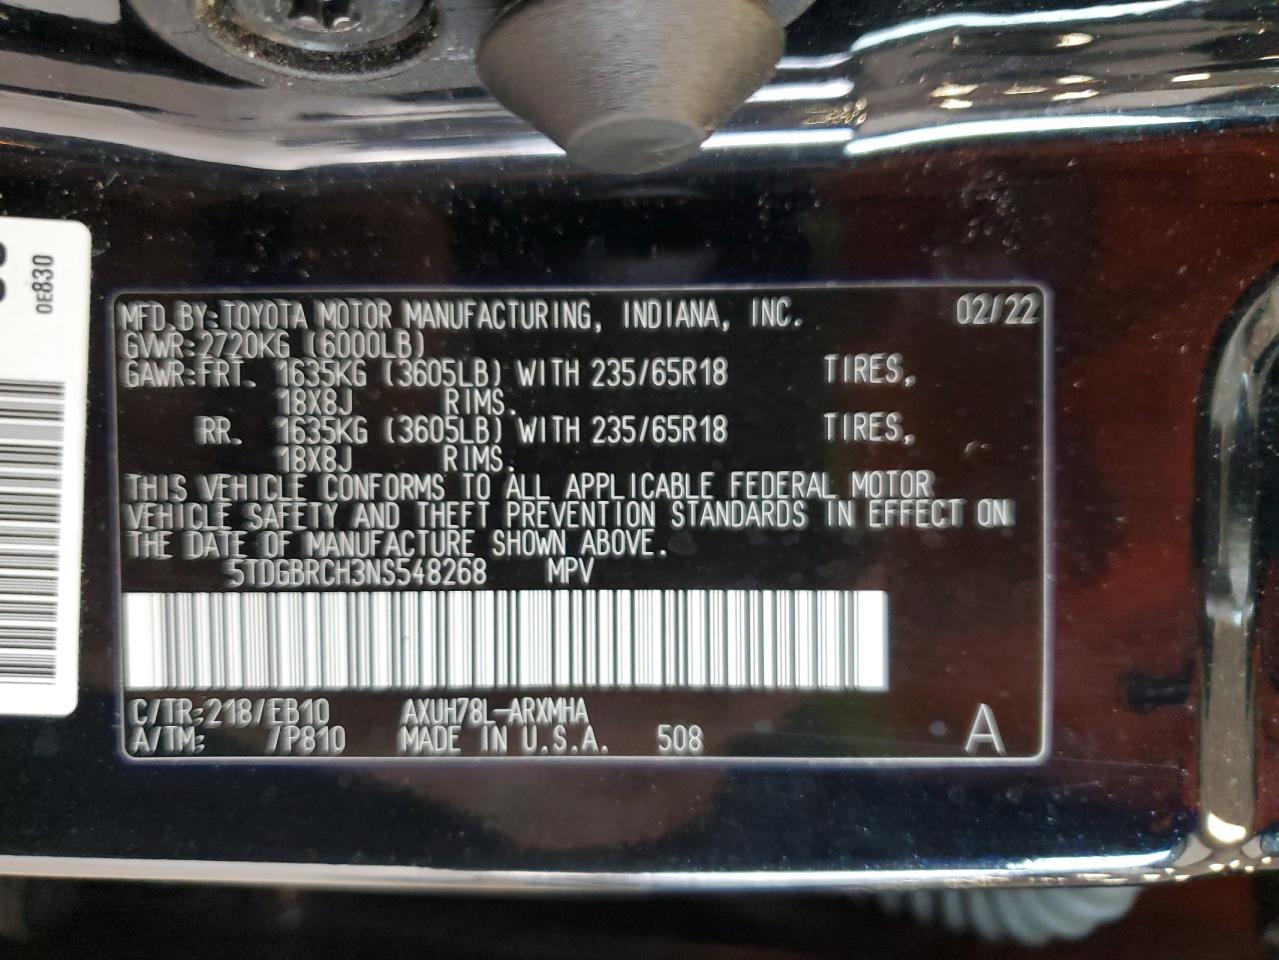 MFD.BY:TOYOTA MOTOR MANUFACTURING, INDIANA, INC. 02/22
GVWR:2720KG (6000LB)
GAWR:FRT. 1635KG (3605LB) WITH 235/65R18 TIRES,
18X8J RIMS.
RR. 1635KG (3605LB) WITH 235/65R18 TIRES,
18X8J RIMS.
THIS VEHICLE CONFORMS TO ALL APPLICABLE FEDERAL MOTOR
VEHICLE SAFETY AND THEFT PREVENTION STANDARDS IN EFFECT ON
THE DATE OF MANUFACTURE SHOWN ABOVE.
5TDGBRCH3NS548268 MPV
C/TR:218/EB10 AXUH78L-ARXMHA
A/TM: /P810 MADE IN U.S.A. 508 A
0E830